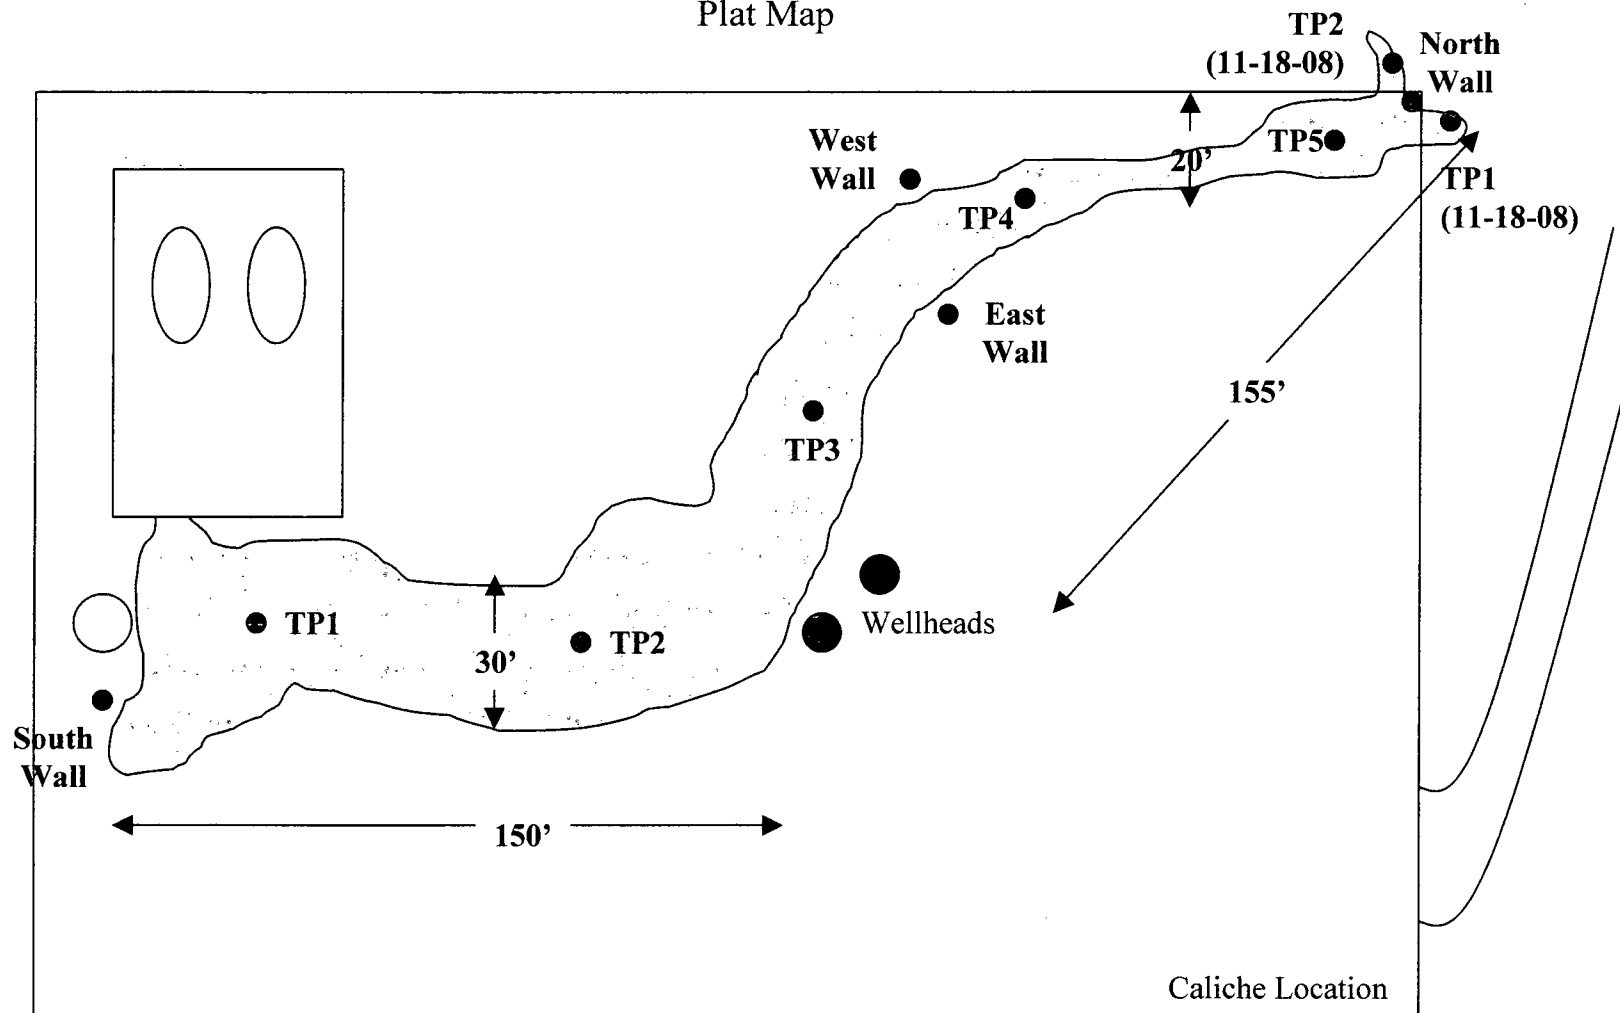 Plat Map
TP2
(11-18-08)
North
Wall
West
Wall
20’
TP5
TP1
(11-18-08)
TP4
East
Wall
155’
TP3
TP1
TP2
Wellheads
30’
South
Wall
150’
Caliche Location